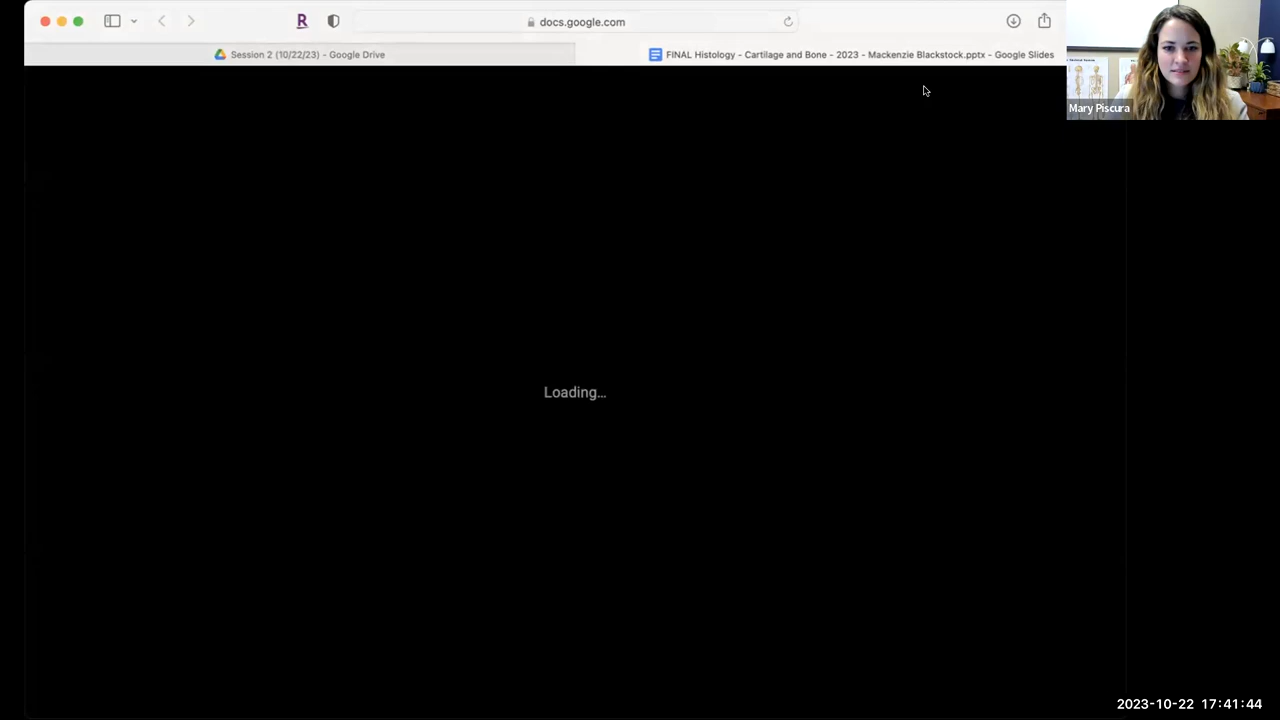 docs.google.com
Session 2 (10/22/23) - Google Drive
FINAL Histology - Cartilage and Bone - 2023 - Mackenzie Blackstock.pptx - Google Slides
Mary Piscura
Loading...
2023-10-22 17:41:44